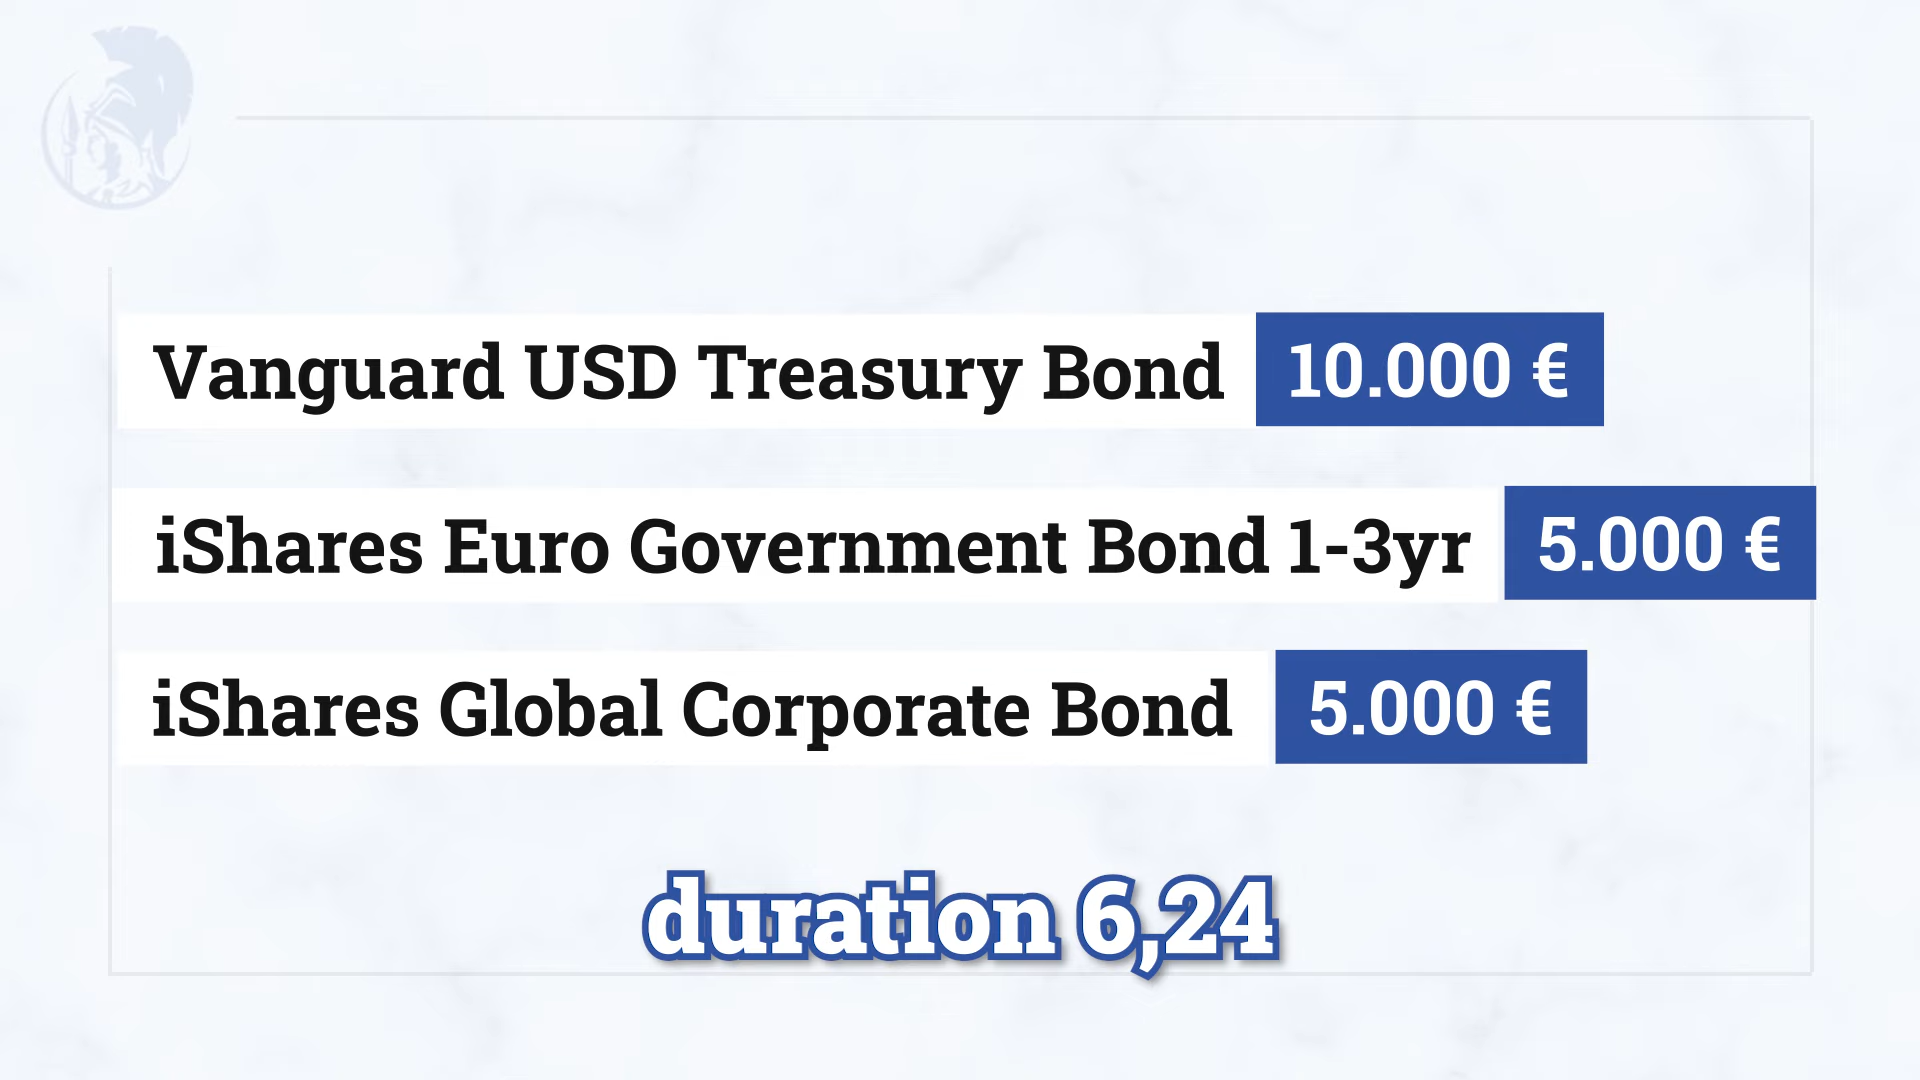 Vanguard USD Treasury Bond 10.000 €
iShares Euro Government Bond 1-3yr 5.000 €
iShares Global Corporate Bond 5.000 €
duration 6,24